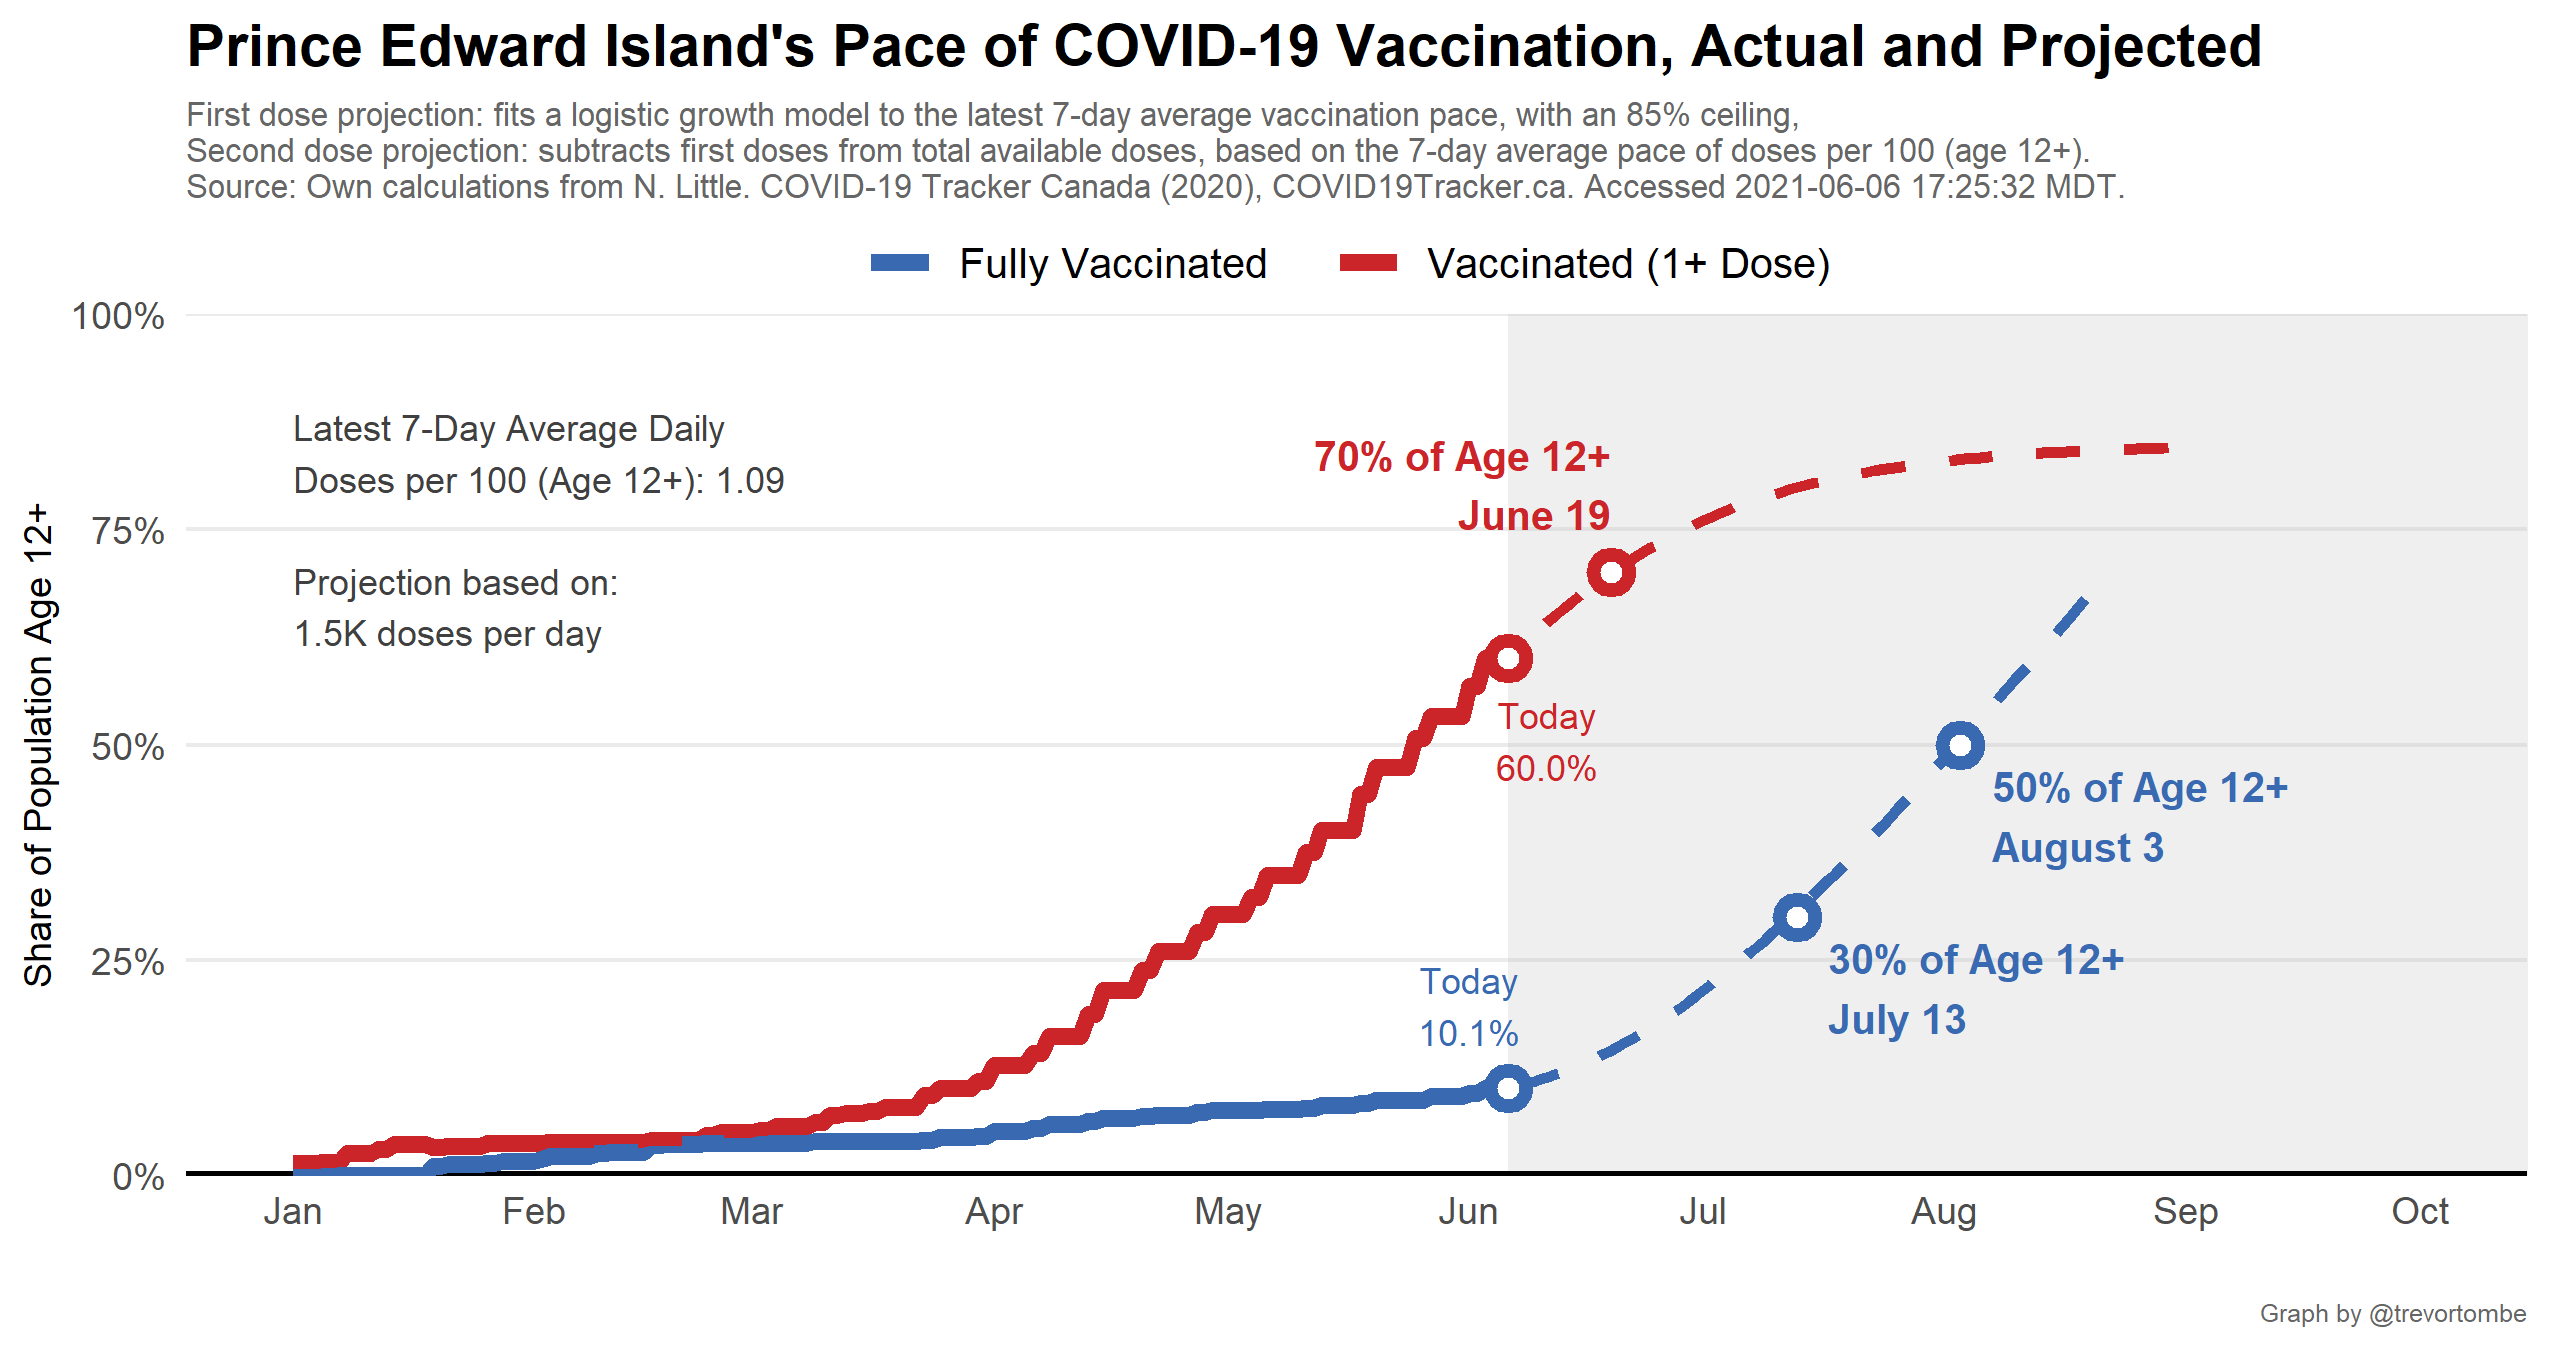 Prince Edward Island's Pace of COVID-19 Vaccination, Actual and Projected
First dose projection: fits a logistic growth model to the latest 7-day average vaccination pace, with an 85% ceiling,
Second dose projection: subtracts first doses from total available doses, based on the 7-day average pace of doses per 100 (age 12+).
Source: Own calculations from N. Little. COVID-19 Tracker Canada (2020), COVID19Tracker.ca. Accessed 2021-06-06 17:25:32 MDT.
Fully Vaccinated
Vaccinated (1+ Dose)
Share of Population Age 12+
100%
75%
50%
25%
0%
Latest 7-Day Average Daily
Doses per 100 (Age 12+): 1.09
Projection based on:
1.5K doses per day
70% of Age 12+
June 19
Today
60.0%
50% of Age 12+
August 3
Today
10.1%
30% of Age 12+
July 13
Jan
Feb
Mar
Apr
May
Jun
Jul
Aug
Sep
Oct
Graph by @trevortombe